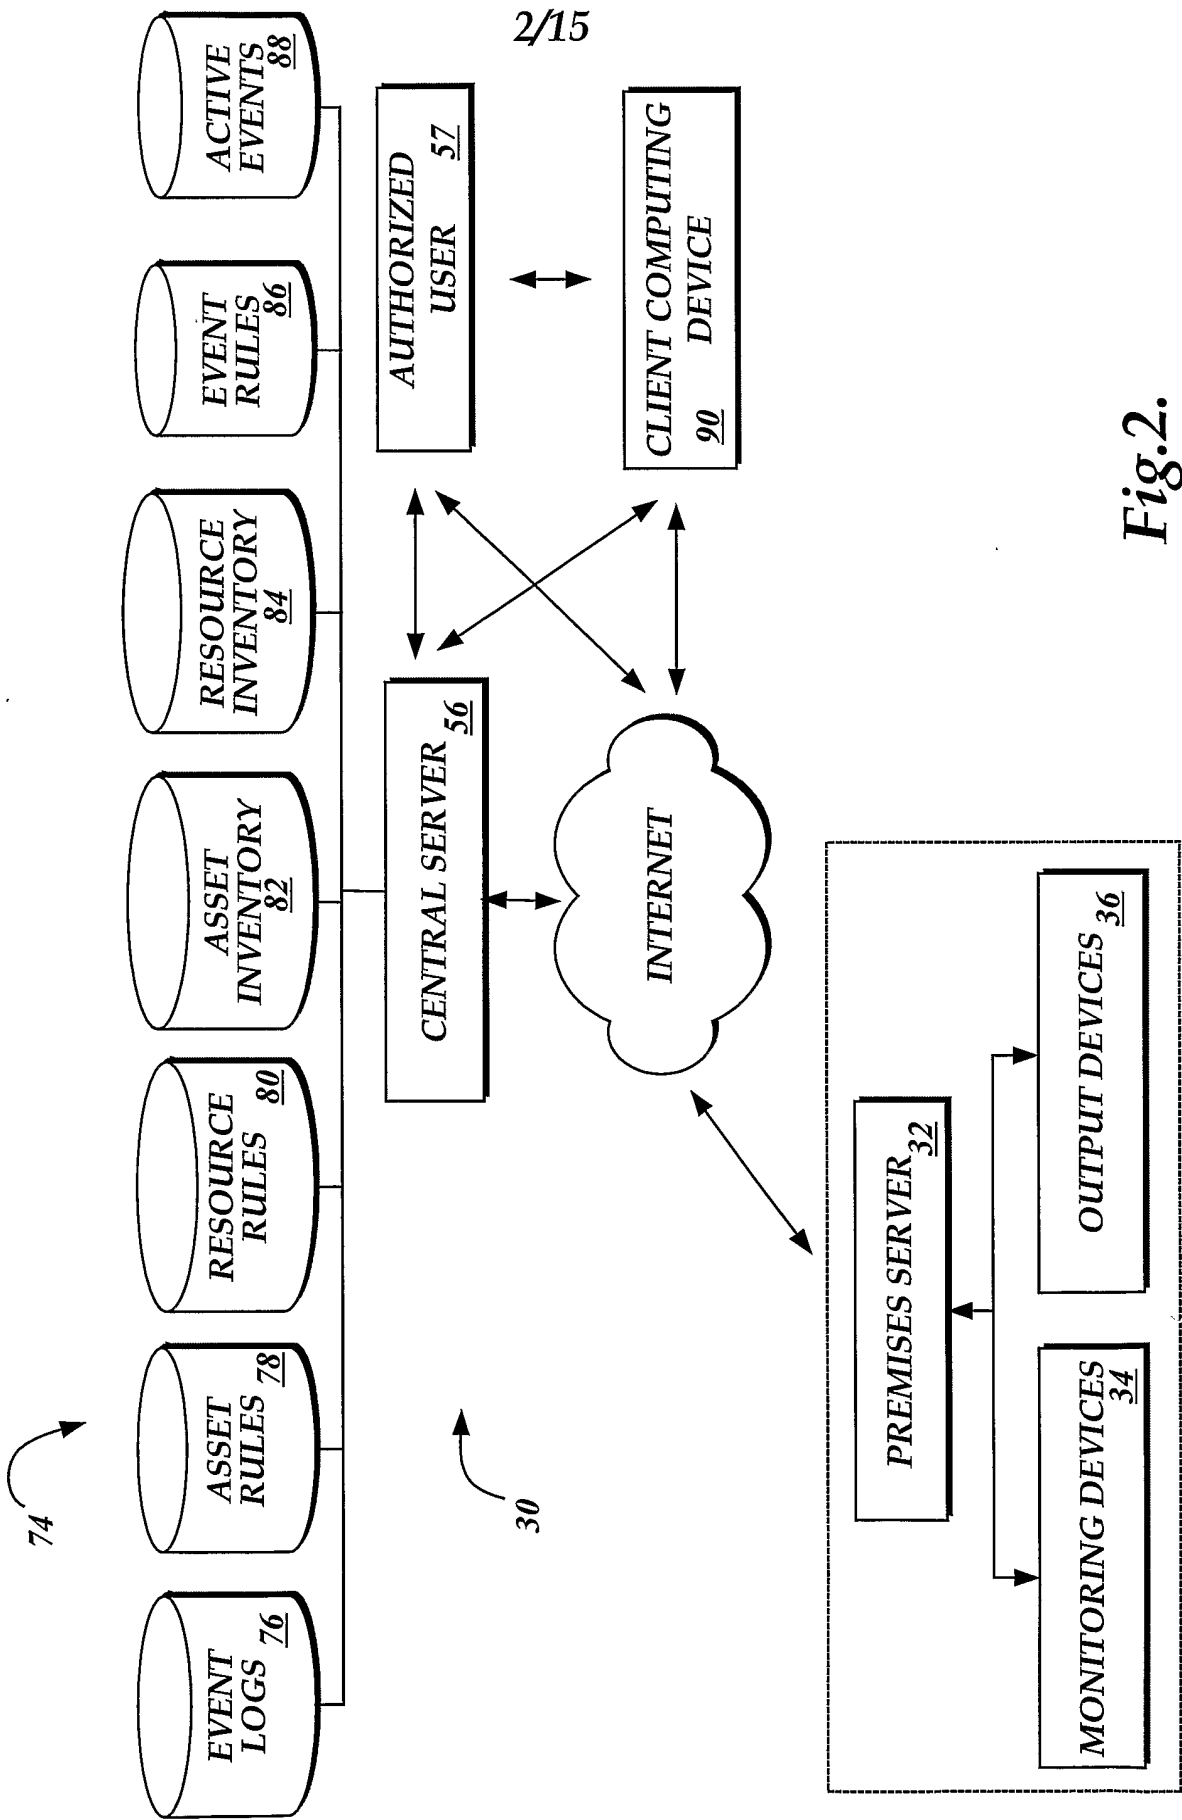 2/15
74
EVENT
LOGS 76
ASSET
RULES 78
RESOURCE
RULES 80
ASSET
INVENTORY
82
RESOURCE
INVENTORY
84
EVENT
RULES 86
ACTIVE
EVENTS
88
30
CENTRAL SERVER 56
AUTHORIZED
USER 57
INTERNET
CLIENT COMPUTING
90 DEVICE
PREMISES SERVER 32
MONITORING DEVICES 34
OUTPUT DEVICES 36
Fig.2.